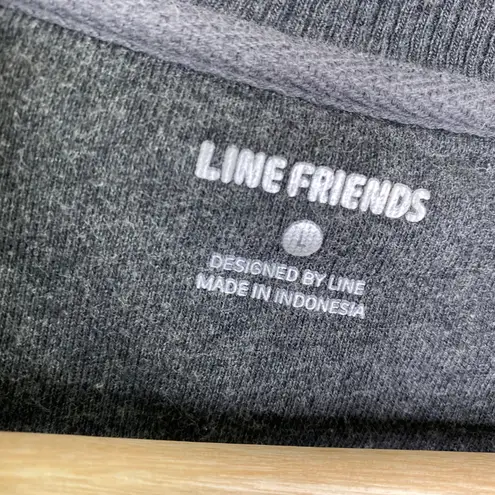 LINE FRIENDS
L
DESIGNED BY LINE
MADE IN INDONESIA